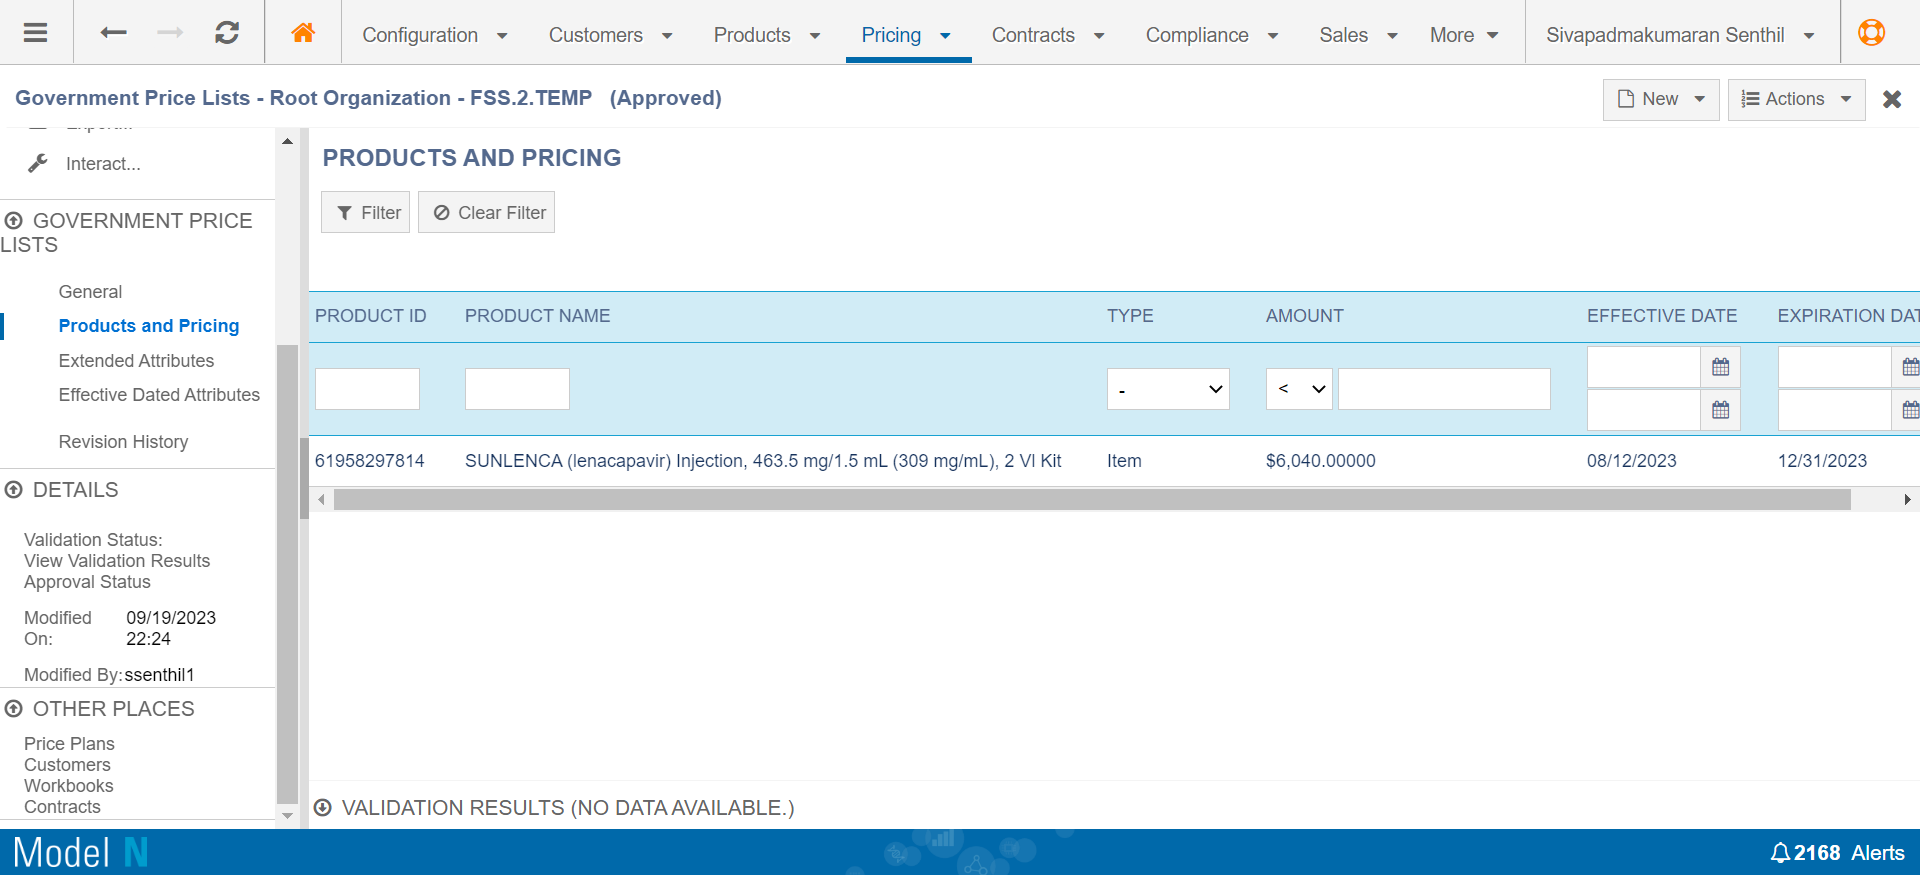 Configuration Customers Products Pricing Contracts Compliance Sales More Sivapadmakumaran Senthil
Government Price Lists - Root Organization - FSS.2.TEMP (Approved)
New Actions
Export...
Interact...
GOVERNMENT PRICE
LISTS
General
Products and Pricing
Extended Attributes
Effective Dated Attributes
Revision History
DETAILS
Validation Status:
View Validation Results
Approval Status
Modified On: 09/19/2023 22:24
Modified By: ssenthil1
OTHER PLACES
Price Plans
Customers
Workbooks
Contracts
PRODUCTS AND PRICING
Filter Clear Filter
PRODUCT ID PRODUCT NAME TYPE AMOUNT EFFECTIVE DATE EXPIRATION DAT
- <
61958297814 SUNLENCA (lenacapavir) Injection, 463.5 mg/1.5 mL (309 mg/mL), 2 VI Kit Item $6,040.00000 08/12/2023 12/31/2023
VALIDATION RESULTS (NO DATA AVAILABLE.)
Model N
2168 Alerts